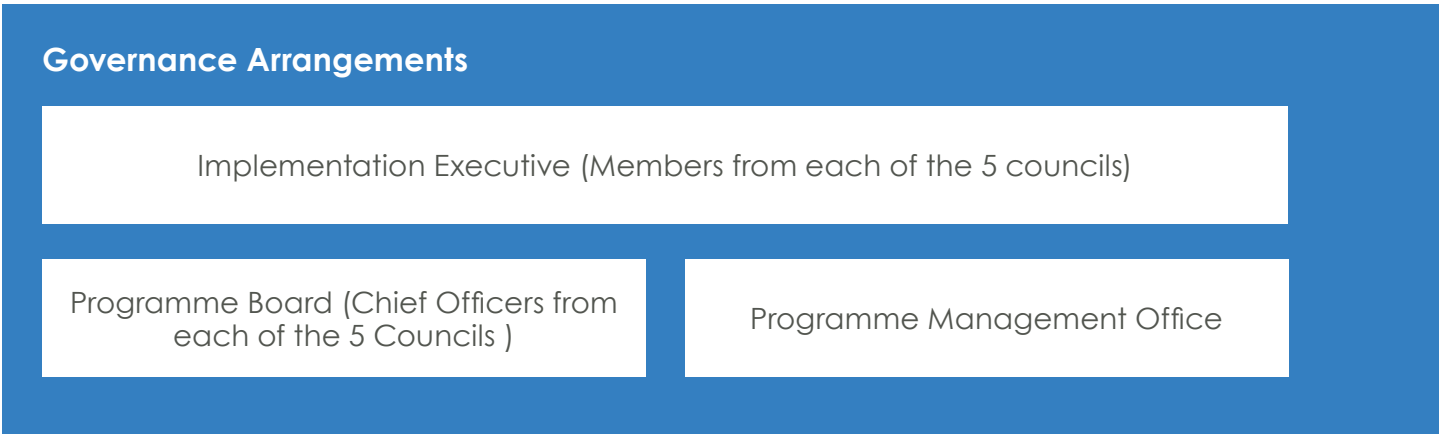 Governance Arrangements
Implementation Executive (Members from each of the 5 councils)
Programme Board (Chief Officers from
each of the 5 Councils )
Programme Management Office